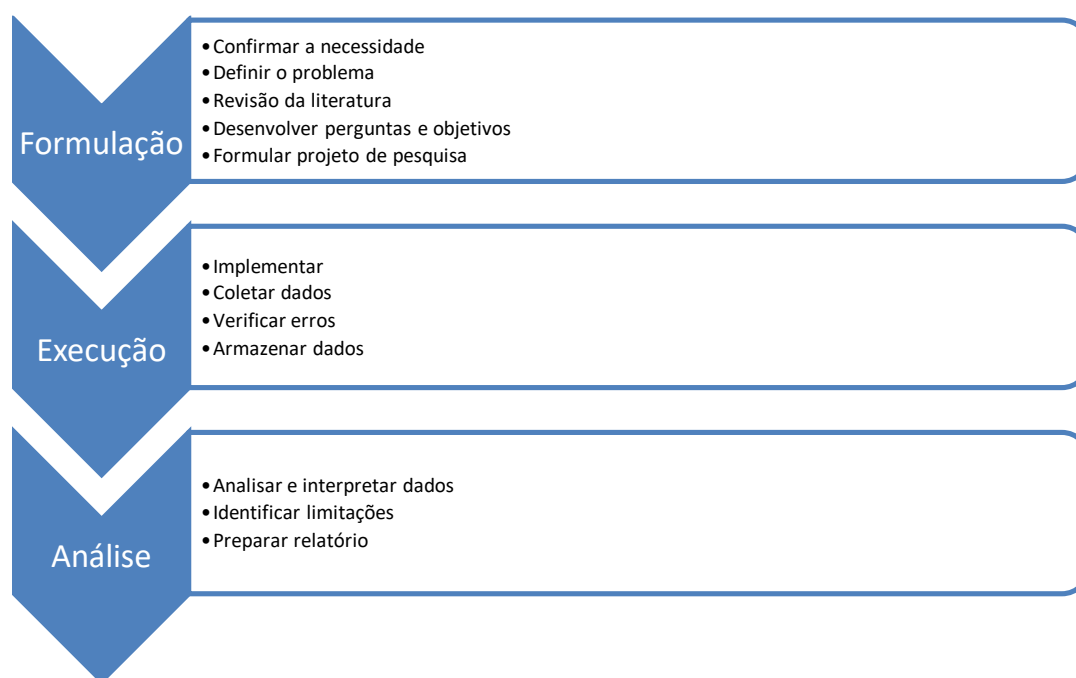 Formulação
•Confirmar a necessidade
•Definir o problema
•Revisão da literatura
•Desenvolver perguntas e objetivos
•Formular projeto de pesquisa
Execução
•Implementar
•Coletar dados
•Verificar erros
•Armazenar dados
Análise
•Analisar e interpretar dados
•Identificar limitações
•Preparar relatório